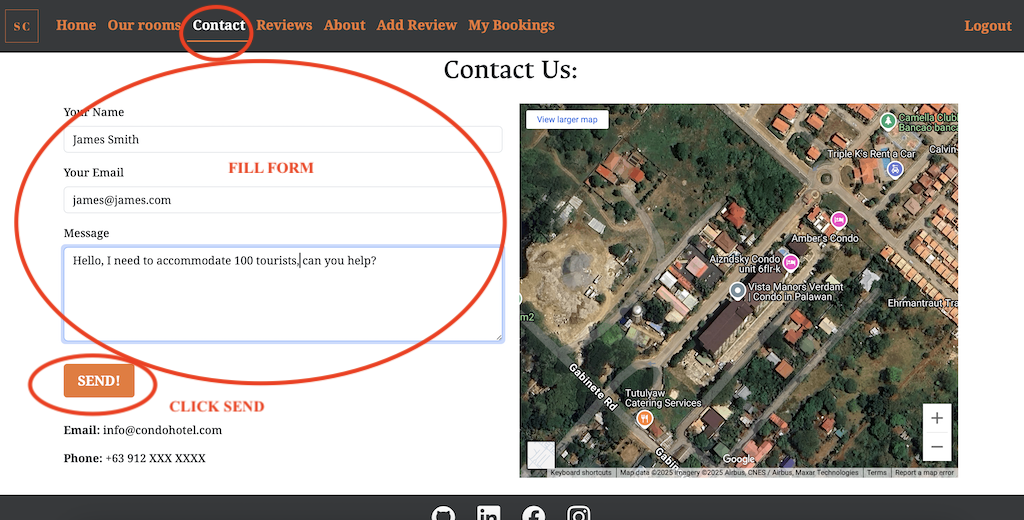 S C
Home Our rooms Contact Reviews About Add Review My Bookings Logout
Contact Us:
Your Name
James Smith
FILL FORM
Your Email
james@james.com
Message
Hello, I need to accommodate 100 tourists, can you help?
SEND!
CLICK SEND
Email: info@condohotel.com
Phone: +63 912 XXX XXXX
View larger map
Camella Club
Bancao banca
Triple K's Rent a Car
Calvin
Amber's Condo
Aizndsky Condo
unit 6flr-k
Vista Manors Verdant
| Condo in Palawan
Ehrmantraut Tra
m2
Gabinete Rd
Tutulyaw
Catering Services
Gabi
Google
Keyboard shortcuts Map data ©2025 Imagery ©2025 Airbus, CNES / Airbus, Maxar Technologies Terms Report a map error